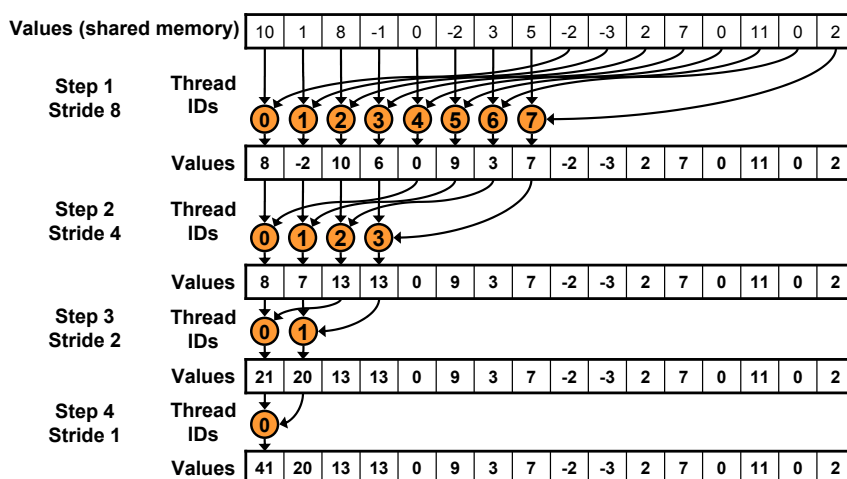 Values (shared memory) 10 1 8 -1 0 -2 3 5 -2 -3 2 7 0 11 0 2
Step 1 Thread
Stride 8 IDs
0 1 2 3 4 5 6 7
Values 8 -2 10 6 0 9 3 7 -2 -3 2 7 0 11 0 2
Step 2 Thread
Stride 4 IDs
0 1 2 3
Values 8 7 13 13 0 9 3 7 -2 -3 2 7 0 11 0 2
Step 3 Thread
Stride 2 IDs
0 1
Values 21 20 13 13 0 9 3 7 -2 -3 2 7 0 11 0 2
Step 4 Thread
Stride 1 IDs
0
Values 41 20 13 13 0 9 3 7 -2 -3 2 7 0 11 0 2